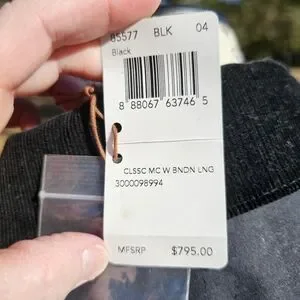 85577 BLK 04
Black
8 88067 63746 5
CLSSC MC W BNDN LNG
3000098994
MFSRP $795.00